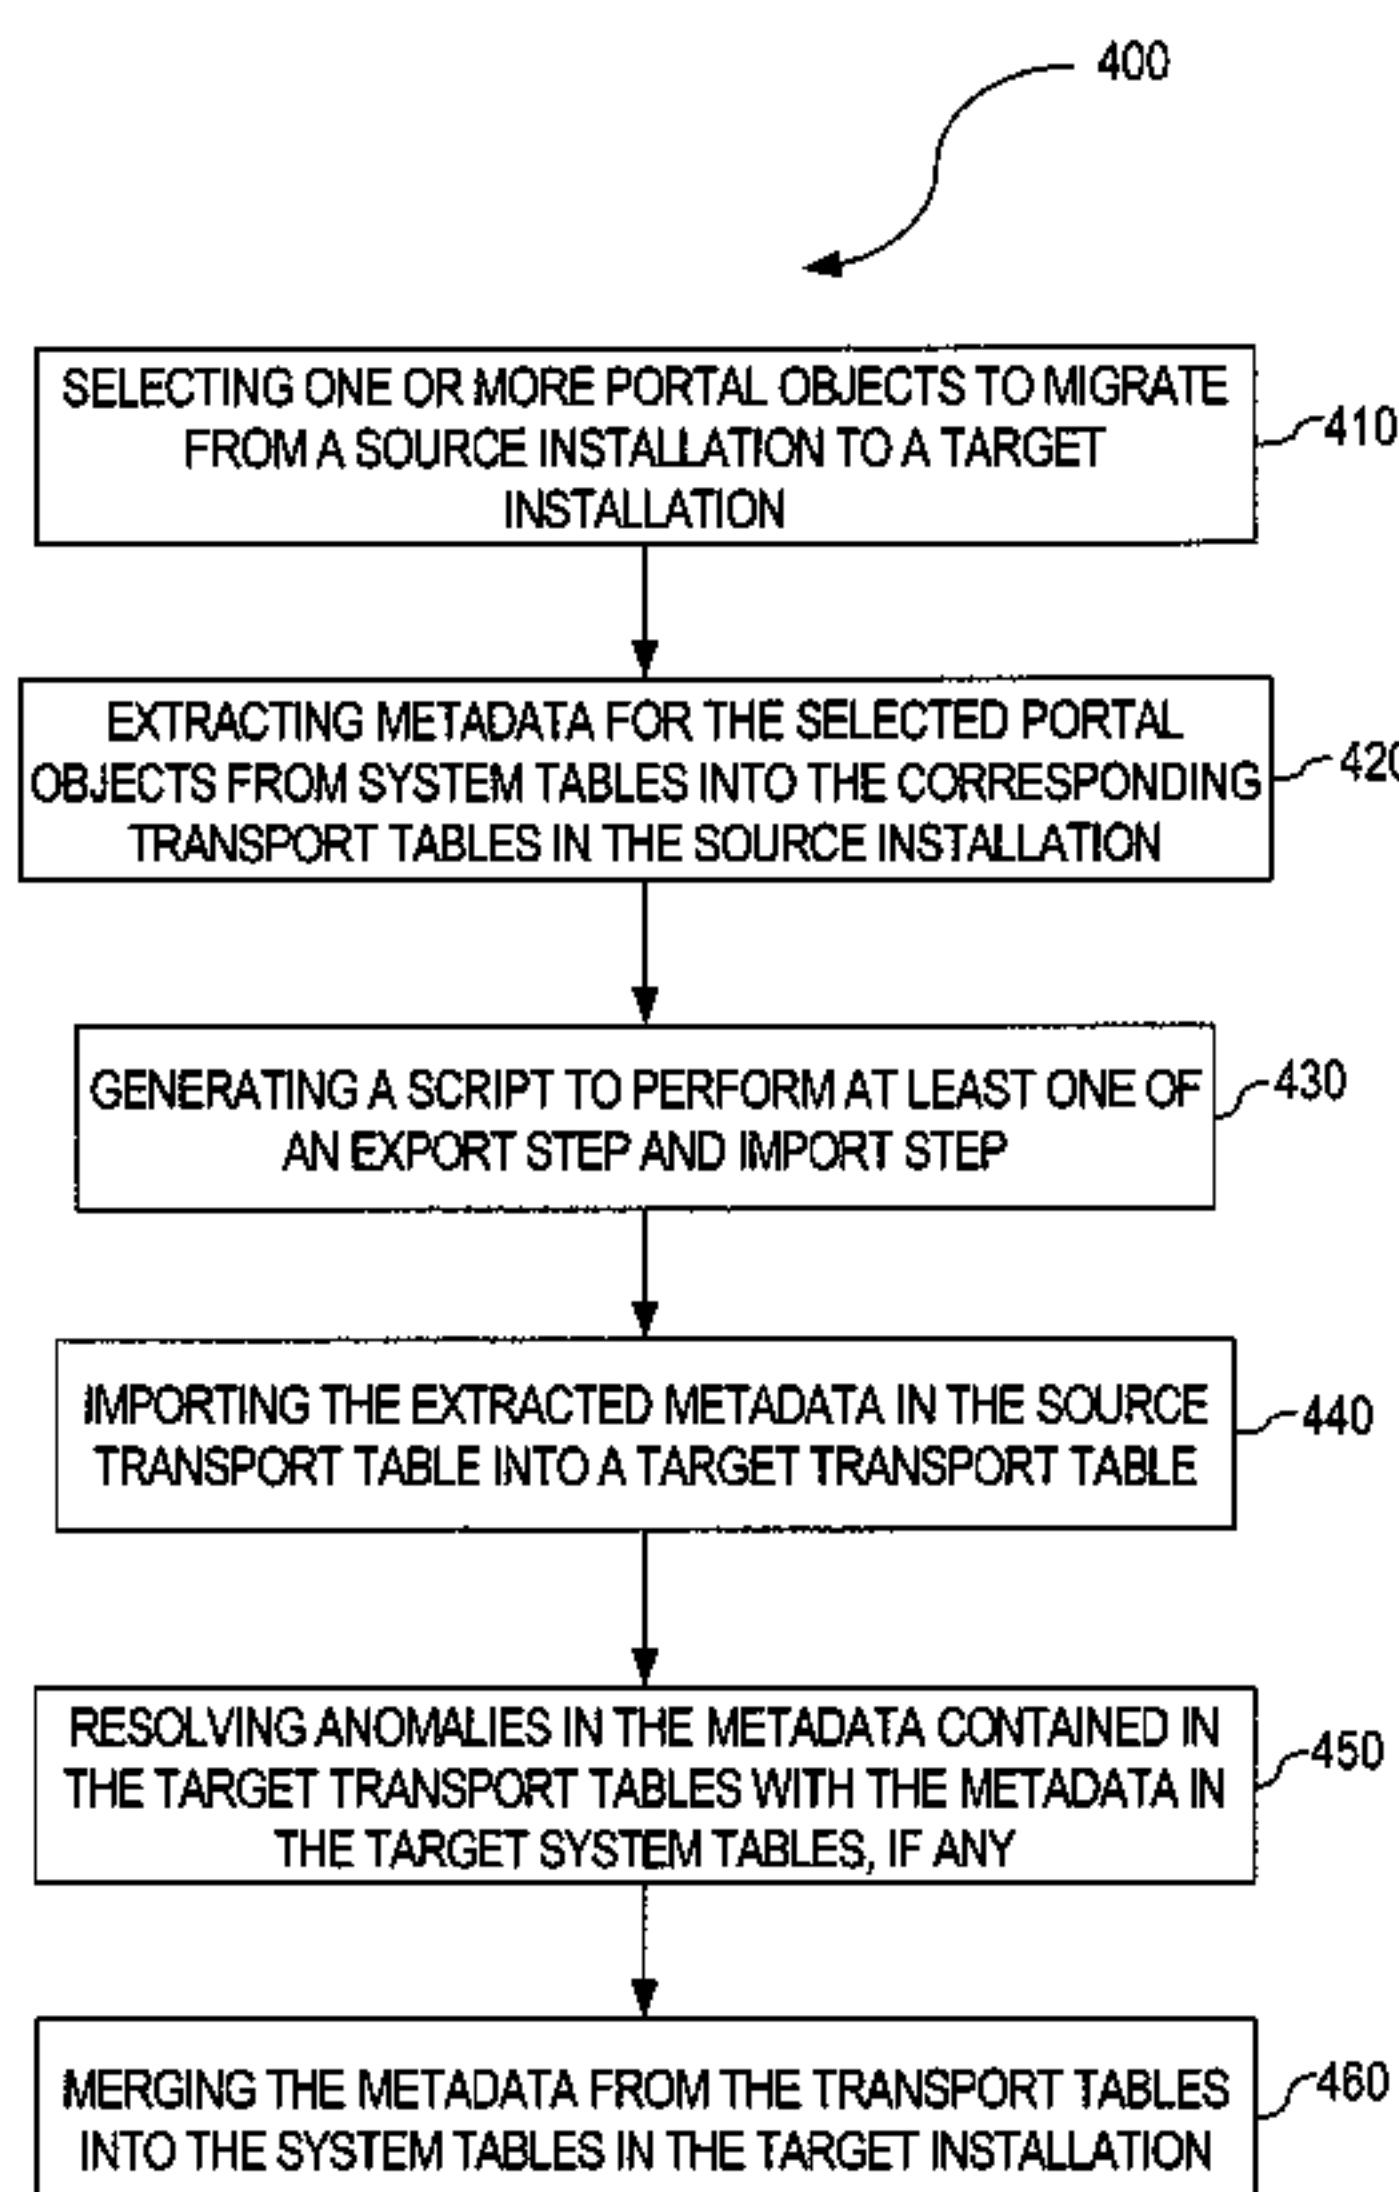 400
SELECTING ONE OR MORE PORTAL OBJECTS TO MIGRATE
FROM A SOURCE INSTALLATION TO A TARGET
INSTALLATION
410
EXTRACTING METADATA FOR THE SELECTED PORTAL
OBJECTS FROM SYSTEM TABLES INTO THE CORRESPONDING
TRANSPORT TABLES IN THE SOURCE INSTALLATION
420
GENERATING A SCRIPT TO PERFORM AT LEAST ONE OF
AN EXPORT STEP AND IMPORT STEP
430
IMPORTING THE EXTRACTED METADATA IN THE SOURCE
TRANSPORT TABLE INTO A TARGET TRANSPORT TABLE
440
RESOLVING ANOMALIES IN THE METADATA CONTAINED IN
THE TARGET TRANSPORT TABLES WITH THE METADATA IN
THE TARGET SYSTEM TABLES, IF ANY
450
MERGING THE METADATA FROM THE TRANSPORT TABLES
INTO THE SYSTEM TABLES IN THE TARGET INSTALLATION
460